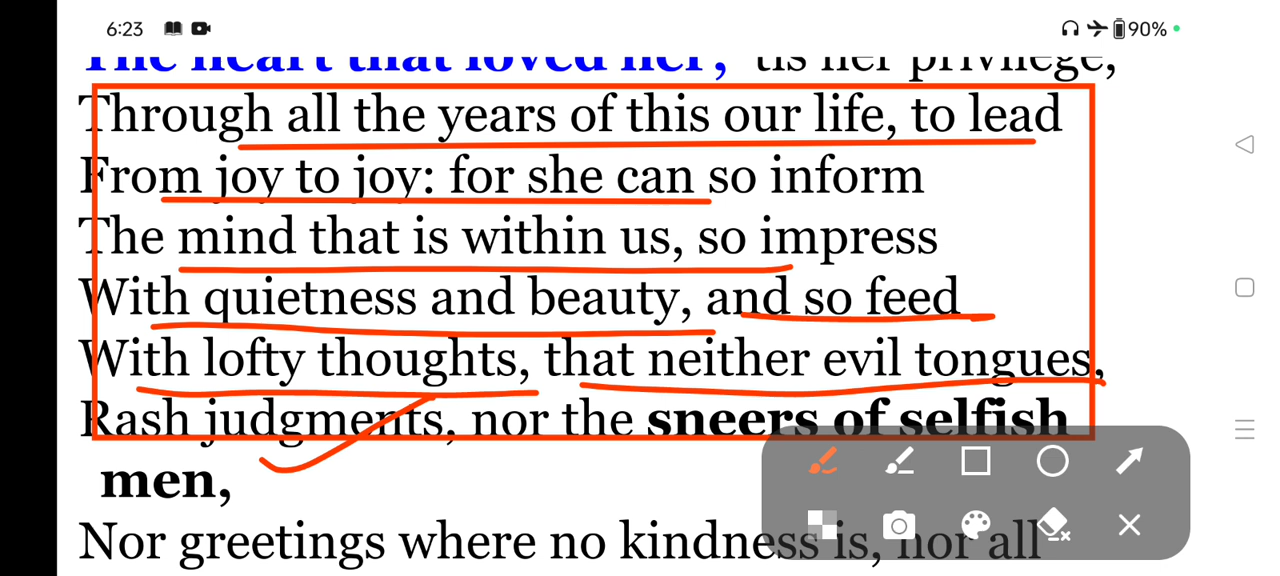 6:23 90%
The heart that loved her; 'tis her privilege,
Through all the years of this our life, to lead
From joy to joy: for she can so inform
The mind that is within us, so impress
With quietness and beauty, and so feed
With lofty thoughts, that neither evil tongues,
Rash judgments, nor the sneers of selfish
men,
Nor greetings where no kindness is, nor all